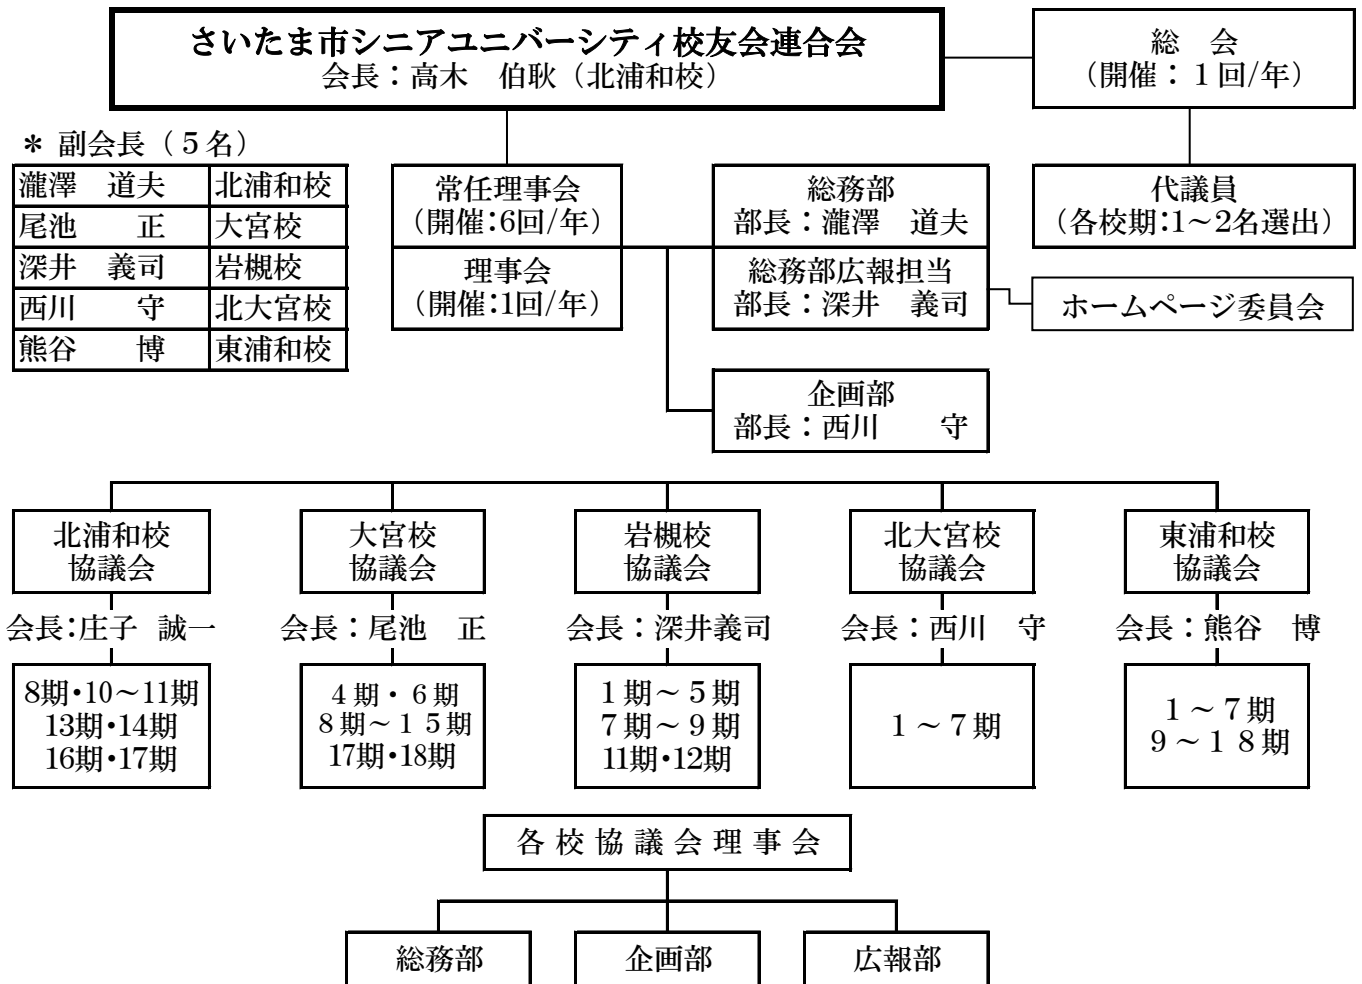 さいたま市シニアユニバーシティ校友会連合会
会長：高木　伯耿（北浦和校）
総　会
（開催：１回/年）
＊ 副会長（５名）
瀧澤　道夫 北浦和校
尾池　　正 大宮校
深井　義司 岩槻校
西川　　守 北大宮校
熊谷　　博 東浦和校
常任理事会
（開催：6回/年）
理事会
（開催：1回/年）
総務部
部長：瀧澤　道夫
総務部広報担当
部長：深井　義司
企画部
部長：西川　　守
代議員
（各校期：1～2名選出）
ホームページ委員会
北浦和校
協議会
会長：庄子 誠一
8期・10～11期
13期・14期
16期・17期
大宮校
協議会
会長：尾池　正
４期・６期
８期～１５期
17期・18期
岩槻校
協議会
会長：深井義司
１期～５期
７期～９期
11期・12期
北大宮校
協議会
会長：西川　守
１～７期
東浦和校
協議会
会長：熊谷　博
１～７期
９～１８期
各校協議会理事会
総務部
企画部
広報部